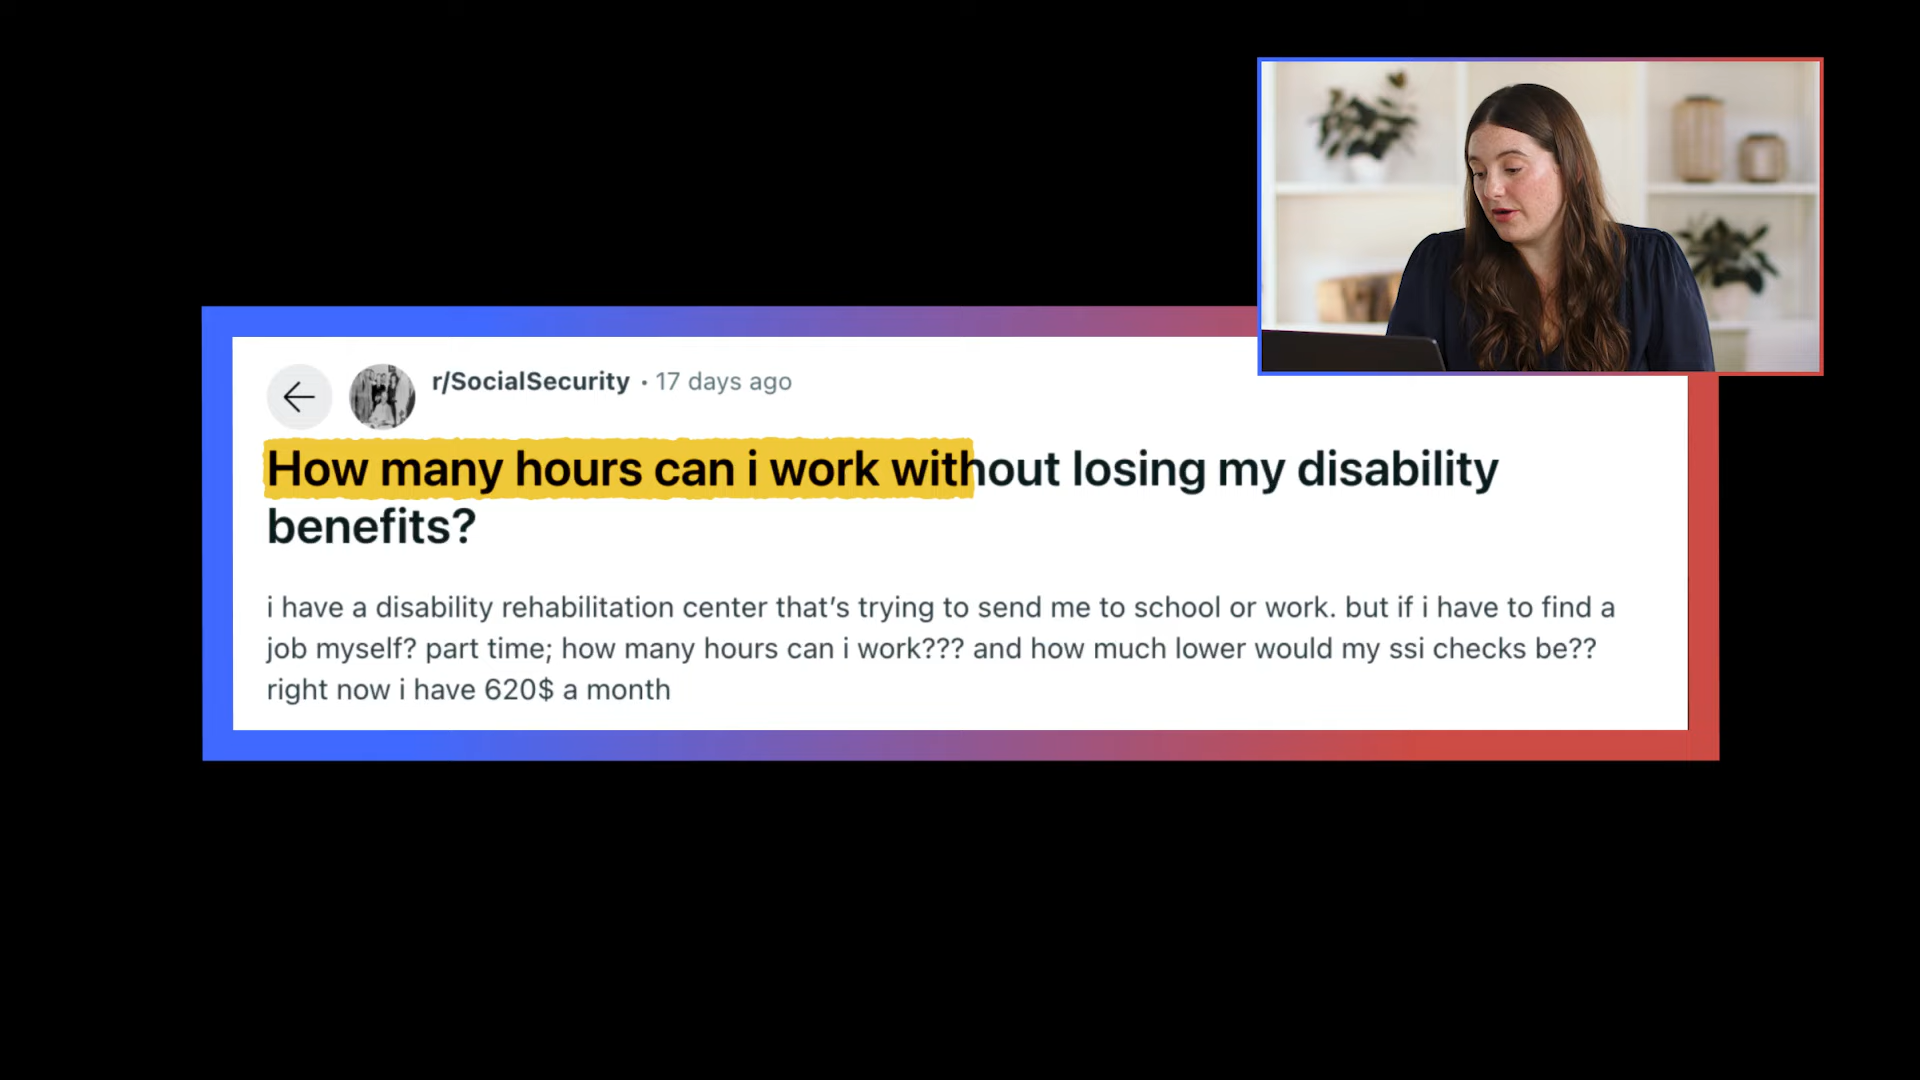 r/SocialSecurity • 17 days ago
How many hours can i work without losing my disability
benefits?
i have a disability rehabilitation center that’s trying to send me to school or work. but if i have to find a
job myself? part time; how many hours can i work??? and how much lower would my ssi checks be??
right now i have 620$ a month